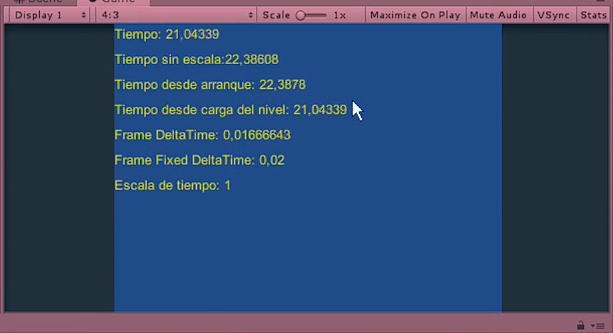 Scene Game
Display 1 4:3 Scale 1x Maximize On Play Mute Audio VSync Stats
Tiempo: 21,04339
Tiempo sin escala:22,38608
Tiempo desde arranque: 22,3878
Tiempo desde carga del nivel: 21,04339
Frame DeltaTime: 0,01666643
Frame Fixed DeltaTime: 0,02
Escala de tiempo: 1